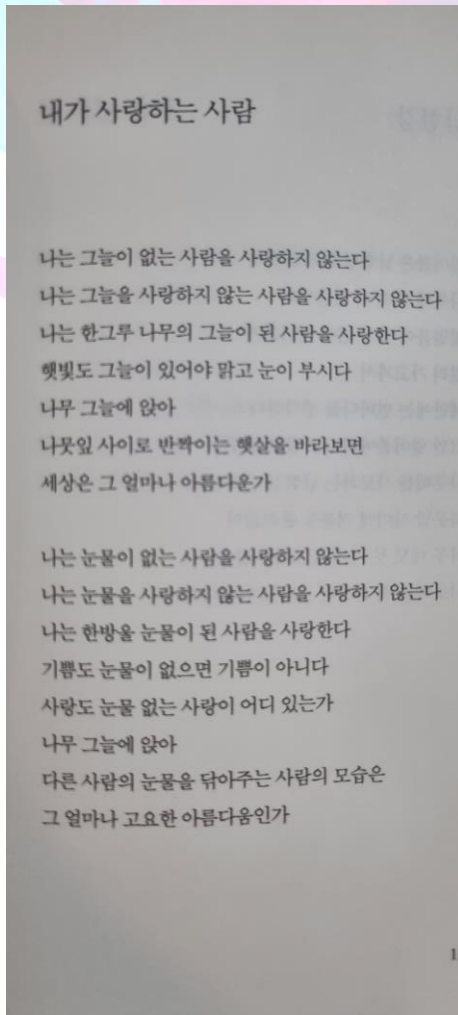 내가 사랑하는 사람
나는 그늘이 없는 사람을 사랑하지 않는다
나는 그늘을 사랑하지 않는 사람을 사랑하지 않는다
나는 한그루 나무의 그늘이 된 사람을 사랑한다
햇빛도 그늘이 있어야 맑고 눈이 부시다
나무 그늘에 앉아
나뭇잎 사이로 반짝이는 햇살을 바라보면
세상은 그 얼마나 아름다운가
나는 눈물이 없는 사람을 사랑하지 않는다
나는 눈물을 사랑하지 않는 사람을 사랑하지 않는다
나는 한방울 눈물이 된 사람을 사랑한다
기쁨도 눈물이 없으면 기쁨이 아니다
사랑도 눈물 없는 사랑이 어디 있는가
나무 그늘에 앉아
다른 사람의 눈물을 닦아주는 사람의 모습은
그 얼마나 고요한 아름다움인가